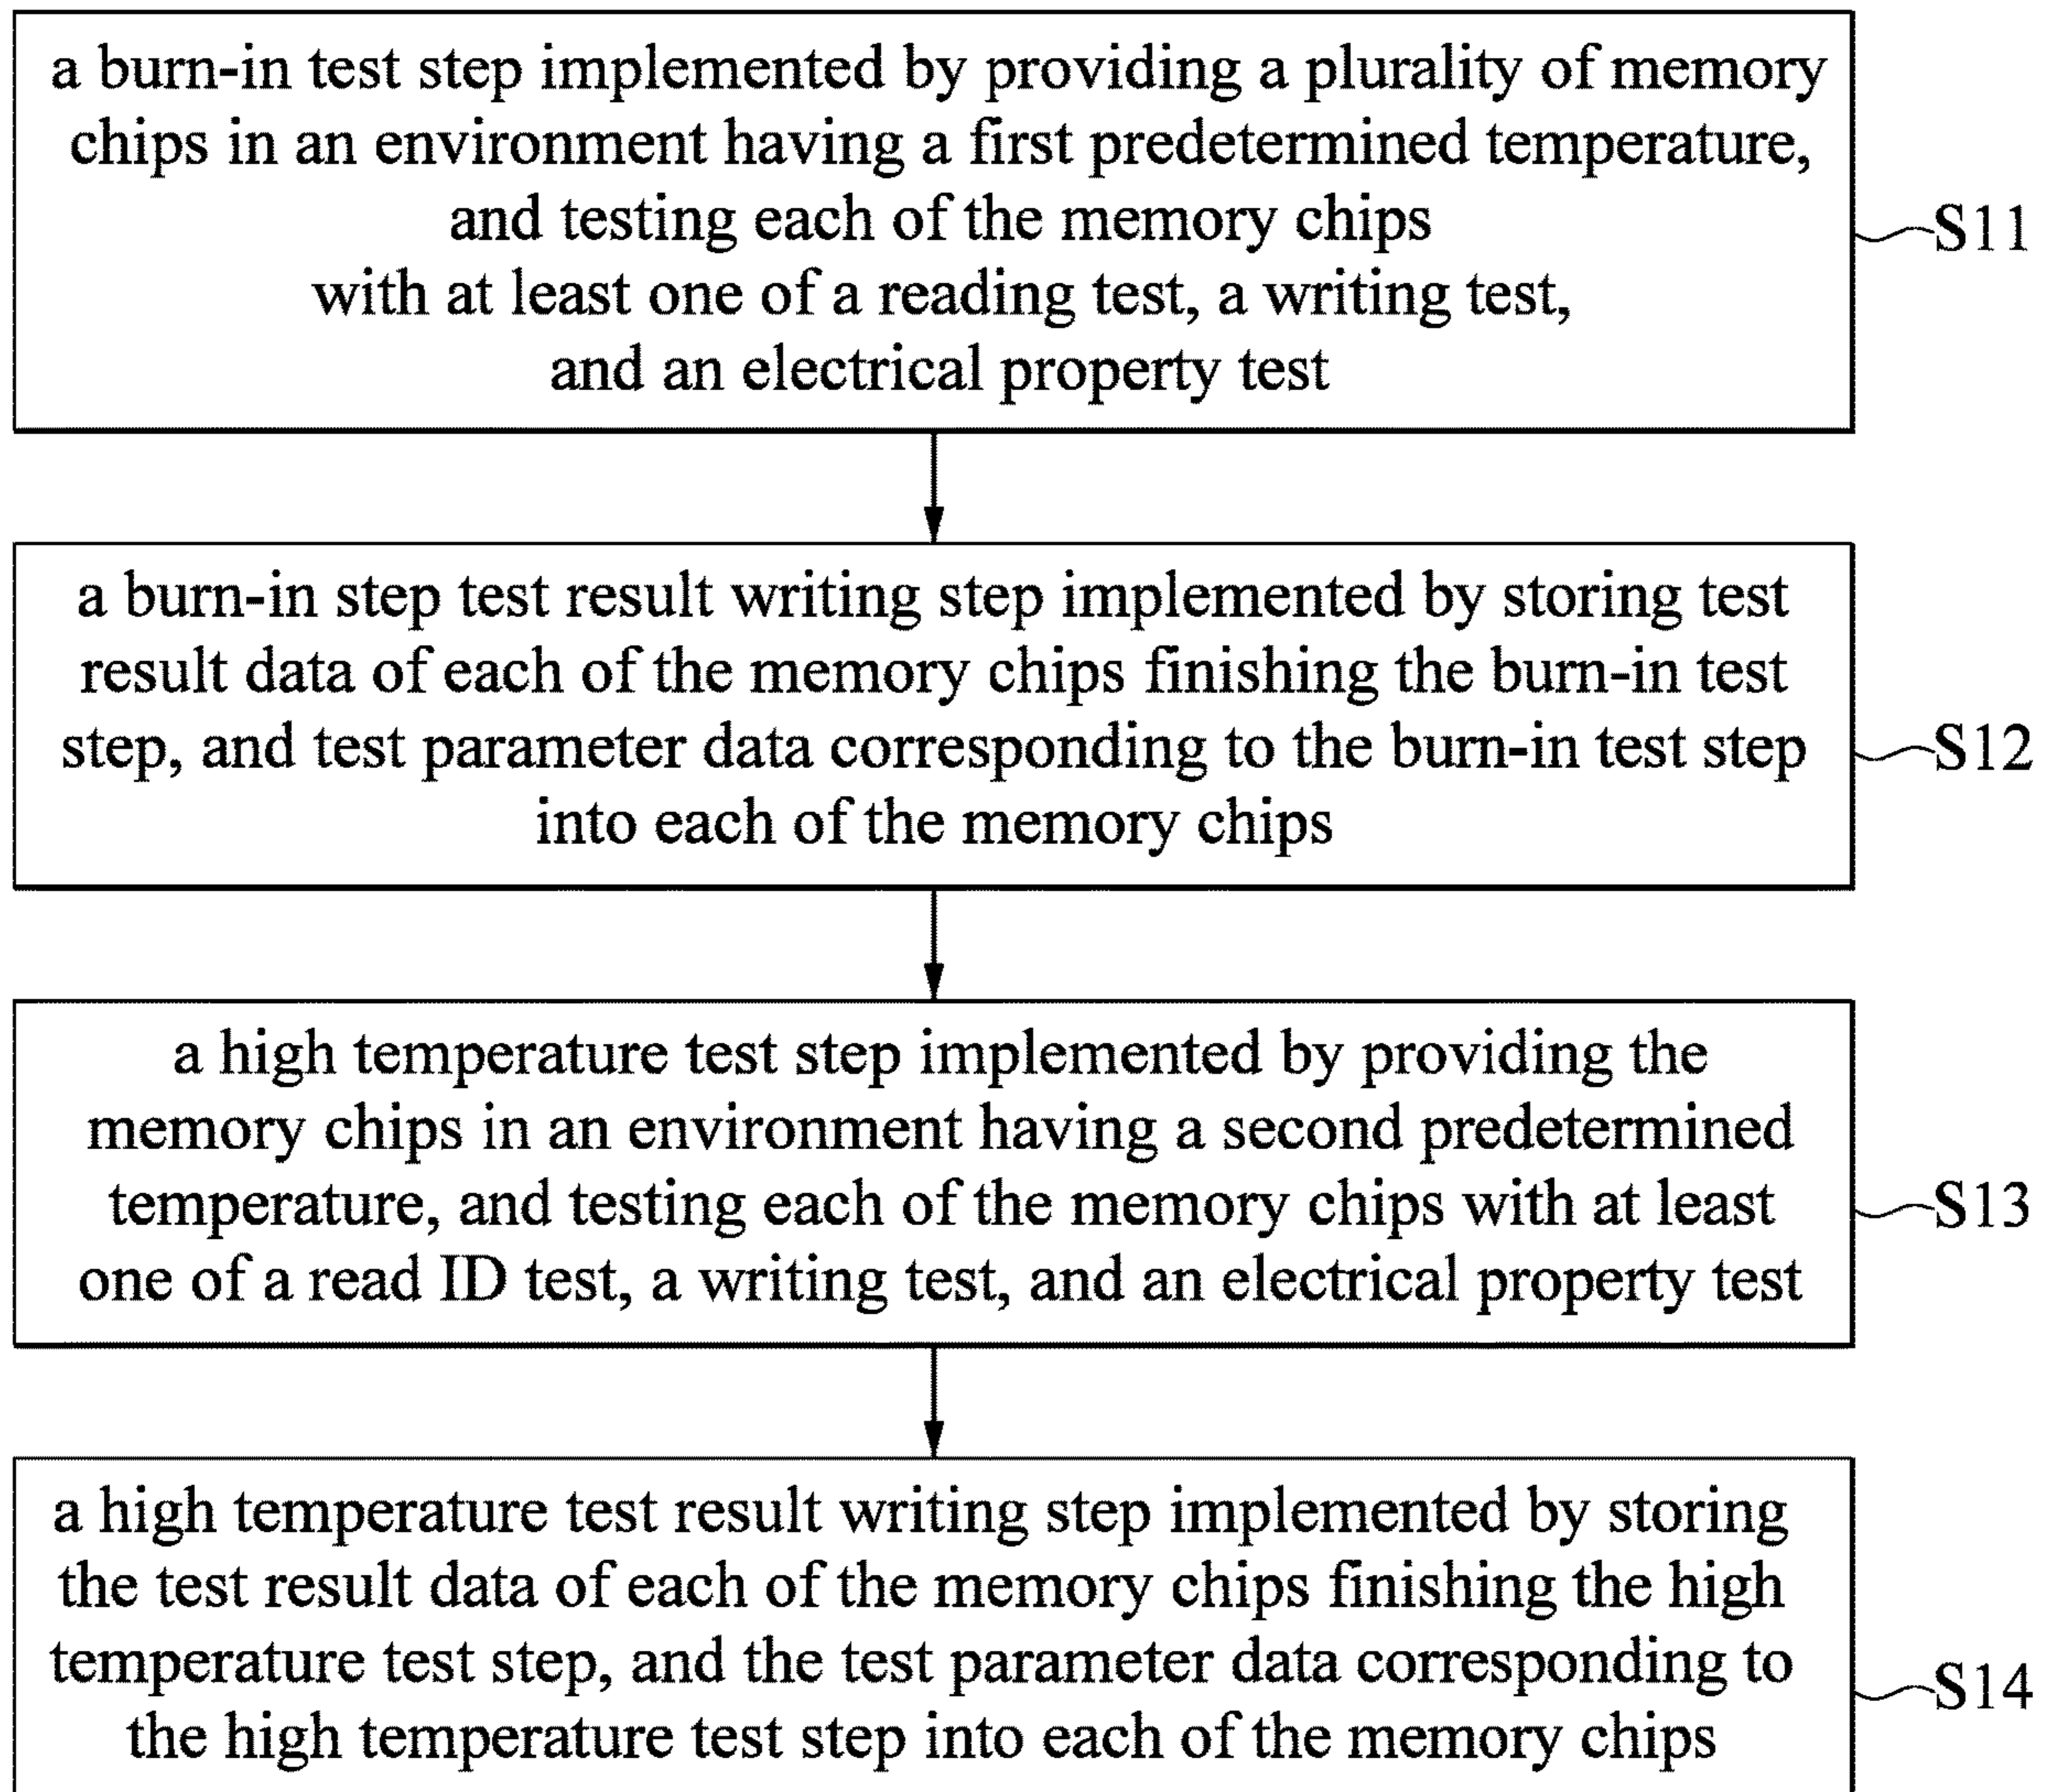 a burn-in test step implemented by providing a plurality of memory
chips in an environment having a first predetermined temperature,
and testing each of the memory chips
with at least one of a reading test, a writing test,
and an electrical property test
S11
a burn-in step test result writing step implemented by storing test
result data of each of the memory chips finishing the burn-in test
step, and test parameter data corresponding to the burn-in test step
into each of the memory chips
S12
a high temperature test step implemented by providing the
memory chips in an environment having a second predetermined
temperature, and testing each of the memory chips with at least
one of a read ID test, a writing test, and an electrical property test
S13
a high temperature test result writing step implemented by storing
the test result data of each of the memory chips finishing the high
temperature test step, and the test parameter data corresponding to
the high temperature test step into each of the memory chips
S14